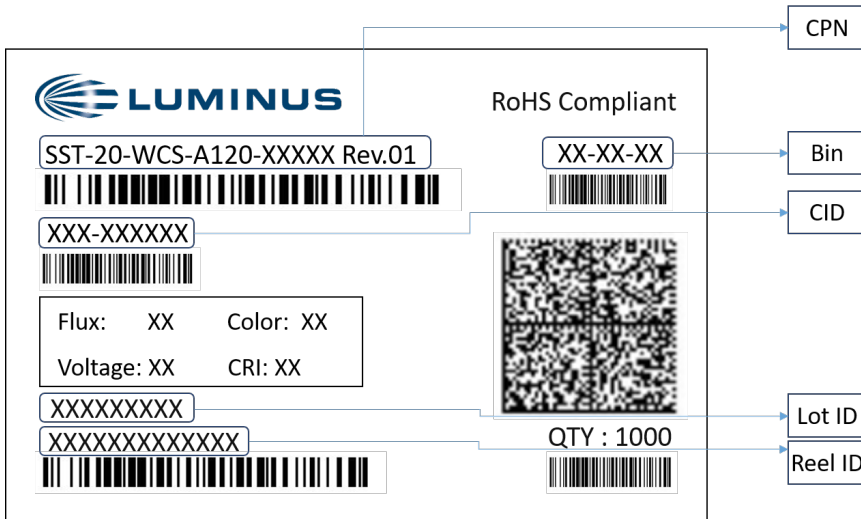 CPN
LUMINUS
RoHS Compliant
SST-20-WCS-A120-XXXXX Rev.01
XX-XX-XX
Bin
XXX-XXXXXX
CID
Flux: XX Color: XX
Voltage: XX CRI: XX
XXXXXXXXX
Lot ID
XXXXXXXXXXXXX
QTY : 1000
Reel ID